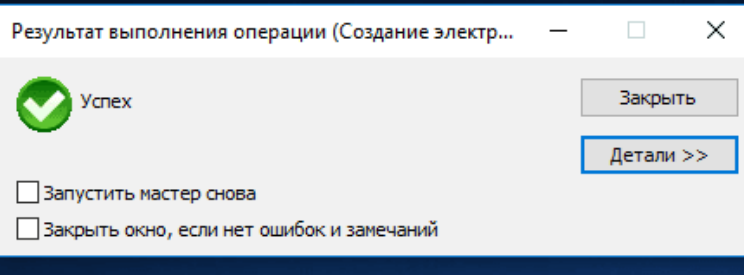 Результат выполнения операции (Создание электр...
Успех
Закрыть
Детали >>
Запустить мастер снова
Закрыть окно, если нет ошибок и замечаний